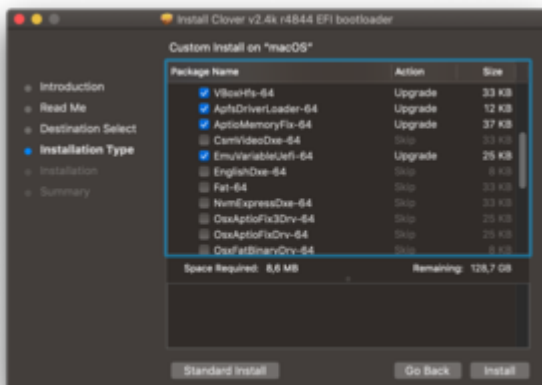 Install Clover v2.4k r4844 EFI bootloader
Custom Install on "macOS"
Introduction
Read Me
Destination Select
Installation Type
Installation
Summary
Package Name Action Size
VBoxHfs-64 Upgrade 33 KB
ApfsDriverLoader-64 Upgrade 12 KB
AptioMemoryFix-64 Upgrade 37 KB
CsmVideoDxe-64 Skip 33 KB
EmuVariableUefi-64 Upgrade 25 KB
EnglishDxe-64 Skip 8 KB
Fat-64 Skip 33 KB
NvmExpressDxe-64 Skip 33 KB
OsxAptioFix3Drv-64 Skip 25 KB
OsxAptioFixDrv-64 Skip 25 KB
OsxFatBinaryDrv-64 Skip 8 KB
Space Required: 8,6 MB Remaining: 128,7 GB
Standard Install Go Back Install